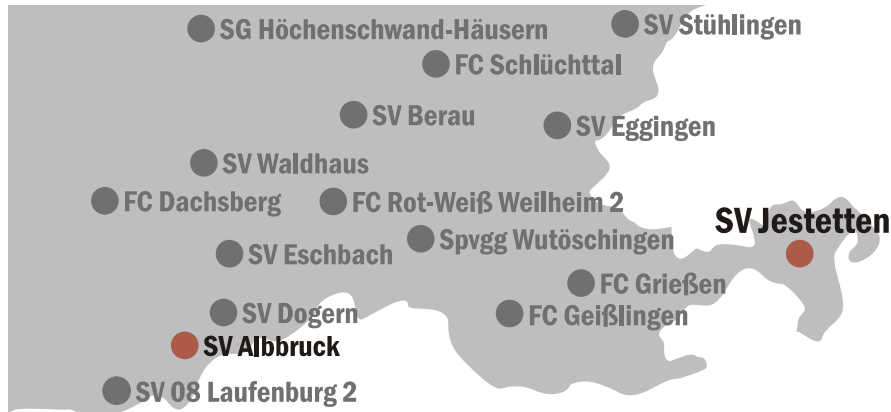 SG Höchenschwand-Häusern
SV Stühlingen
FC Schlüchttal
SV Berau
SV Eggingen
SV Waldhaus
FC Dachsberg
FC Rot-Weiß Weilheim 2
SV Jestetten
Spvgg Wutöschingen
SV Eschbach
FC Grießen
SV Dogern
FC Geißlingen
SV Albbruck
SV 08 Laufenburg 2